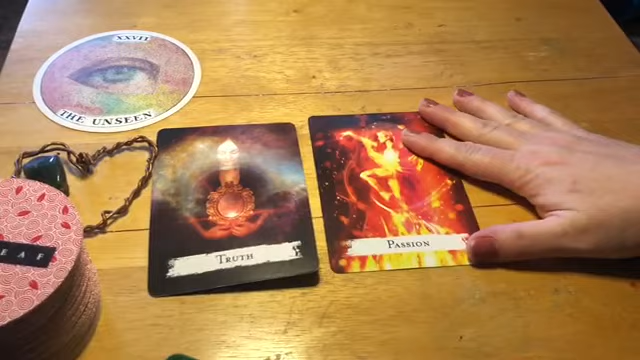 XXVII
THE UNSEEN
TRUTH
PASSION
EAF